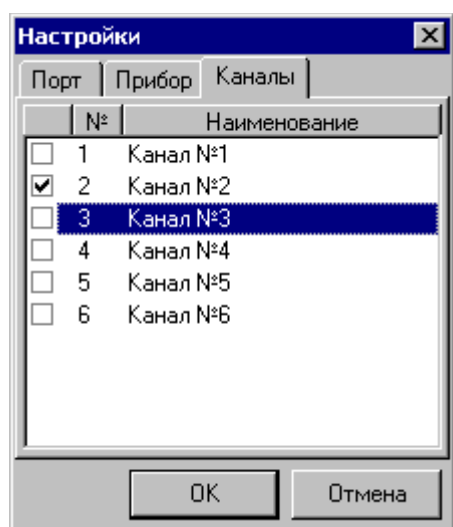 Настройки
Порт Прибор Каналы
№ Наименование
1 Канал №1
2 Канал №2
3 Канал №3
4 Канал №4
5 Канал №5
6 Канал №6
OK Отмена